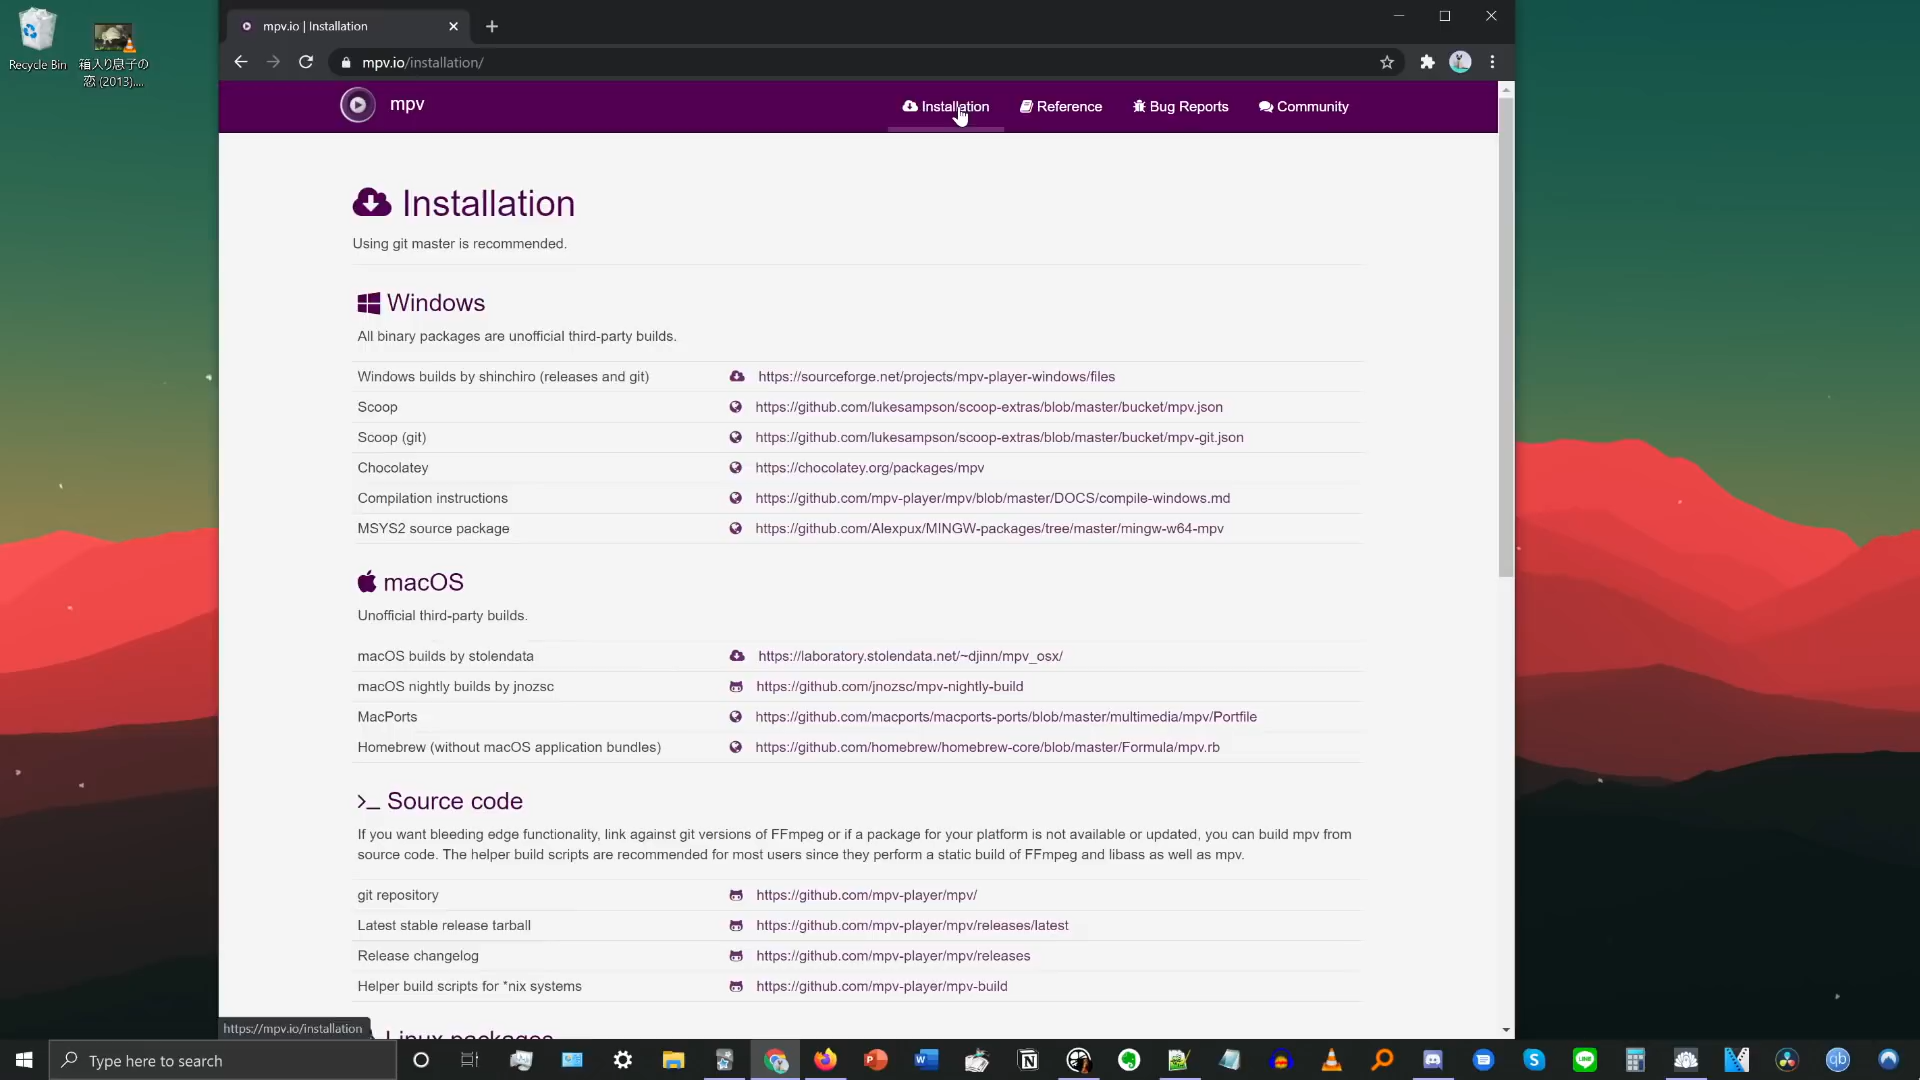 Recycle Bin
箱入り息子の
恋 (2013)....
mpv.io | Installation
mpv.io/installation/
mpv
Installation
Reference
Bug Reports
Community
Installation
Using git master is recommended.
Windows
All binary packages are unofficial third-party builds.
Windows builds by shinchiro (releases and git) https://sourceforge.net/projects/mpv-player-windows/files
Scoop https://github.com/lukesampson/scoop-extras/blob/master/bucket/mpv.json
Scoop (git) https://github.com/lukesampson/scoop-extras/blob/master/bucket/mpv-git.json
Chocolatey https://chocolatey.org/packages/mpv
Compilation instructions https://github.com/mpv-player/mpv/blob/master/DOCS/compile-windows.md
MSYS2 source package https://github.com/Alexpux/MINGW-packages/tree/master/mingw-w64-mpv
macOS
Unofficial third-party builds.
macOS builds by stolendata https://laboratory.stolendata.net/~djinn/mpv_osx/
macOS nightly builds by jnozsc https://github.com/jnozsc/mpv-nightly-build
MacPorts https://github.com/macports/macports-ports/blob/master/multimedia/mpv/Portfile
Homebrew (without macOS application bundles) https://github.com/homebrew/homebrew-core/blob/master/Formula/mpv.rb
Source code
If you want bleeding edge functionality, link against git versions of FFmpeg or if a package for your platform is not available or updated, you can build mpv from
source code. The helper build scripts are recommended for most users since they perform a static build of FFmpeg and libass as well as mpv.
git repository https://github.com/mpv-player/mpv/
Latest stable release tarball https://github.com/mpv-player/mpv/releases/latest
Release changelog https://github.com/mpv-player/mpv/releases
Helper build scripts for *nix systems https://github.com/mpv-player/mpv-build
Linux packages
https://mpv.io/installation
Type here to search